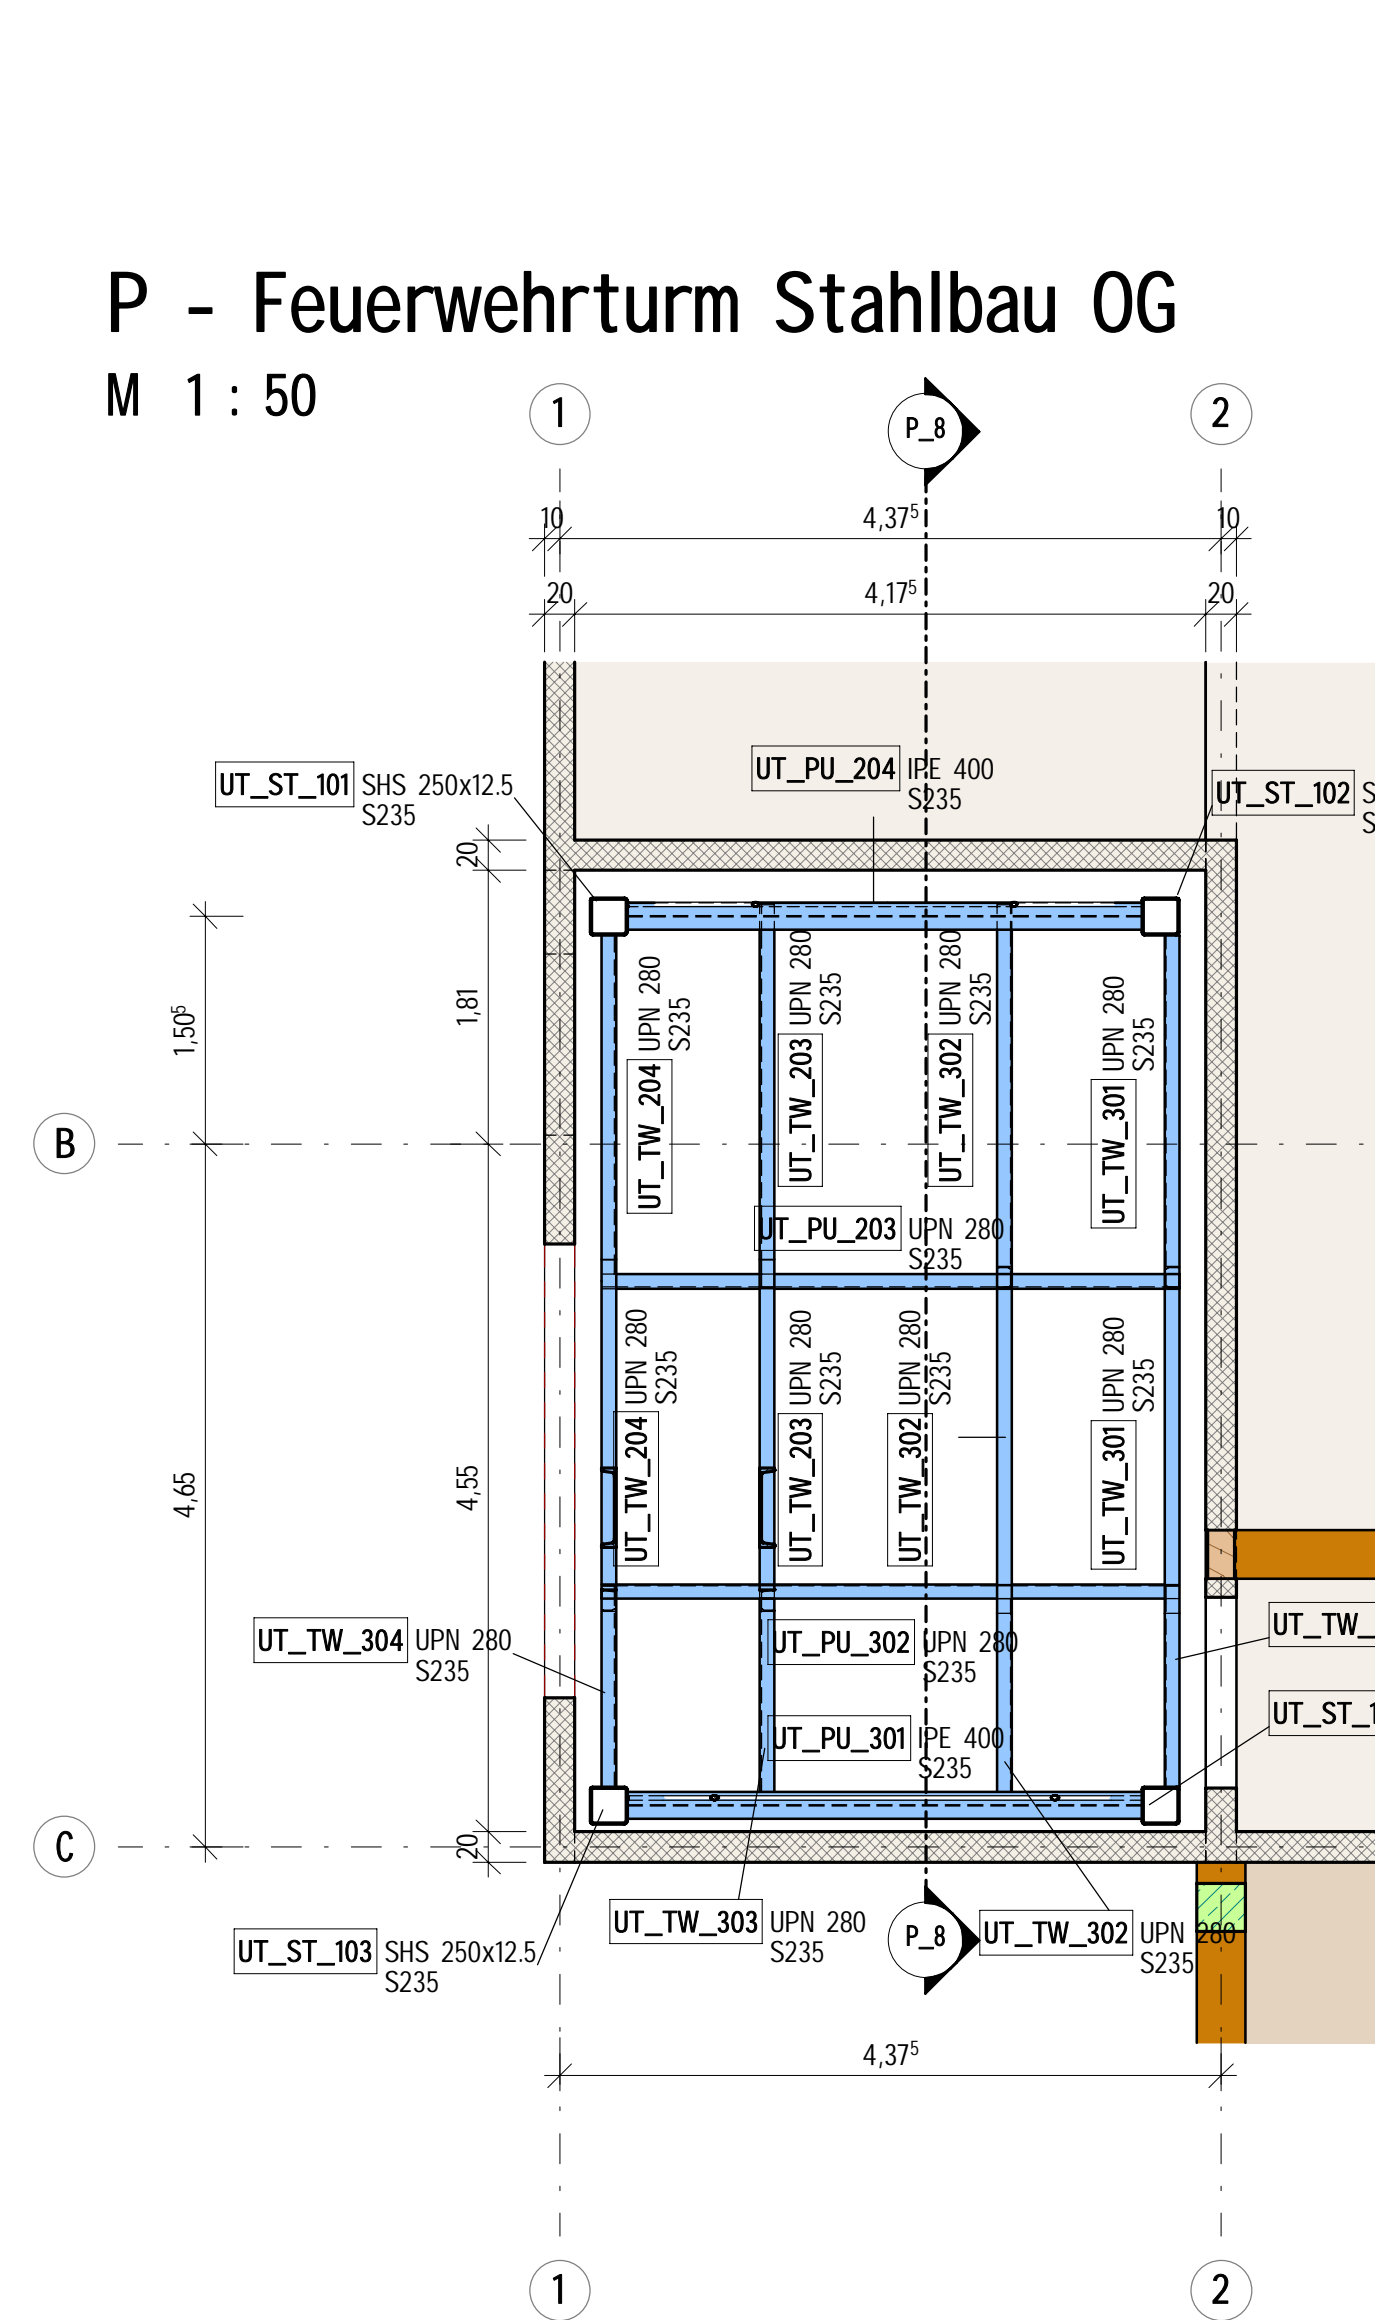 P - Feuerwehrturm Stahlbau OG
M 1 : 50
1
P_8
2
10
4,37⁵
10
20
4,17⁵
20
UT_PU_204 IPE 400
S235
UT_ST_101 SHS 250x12.5
S235
UT_ST_102
20
1,50⁵
1,81
UPN 280
S235
UT_TW_204
UPN 280
S235
UT_TW_203
UPN 280
S235
UT_TW_302
UPN 280
S235
UT_TW_301
B
UT_PU_203 UPN 280
S235
UPN 280
S235
UT_TW_204
UPN 280
S235
UT_TW_203
UPN 280
S235
UT_TW_302
UPN 280
S235
UT_TW_301
4,65
4,55
UT_TW_304 UPN 280
S235
UT_PU_302 UPN 280
S235
UT_TW_
UT_PU_301 IPE 400
S235
UT_ST_1
C
20
UT_TW_303 UPN 280
S235
P_8
UT_TW_302 UPN 280
S235
UT_ST_103 SHS 250x12.5
S235
4,37⁵
1
2